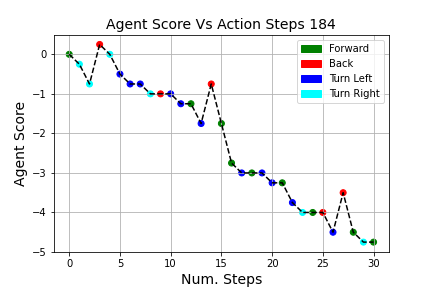 Agent Score Vs Action Steps 184
Forward
Back
Turn Left
Turn Right
Agent Score
0
−1
−2
−3
−4
−5
0 5 10 15 20 25 30
Num. Steps